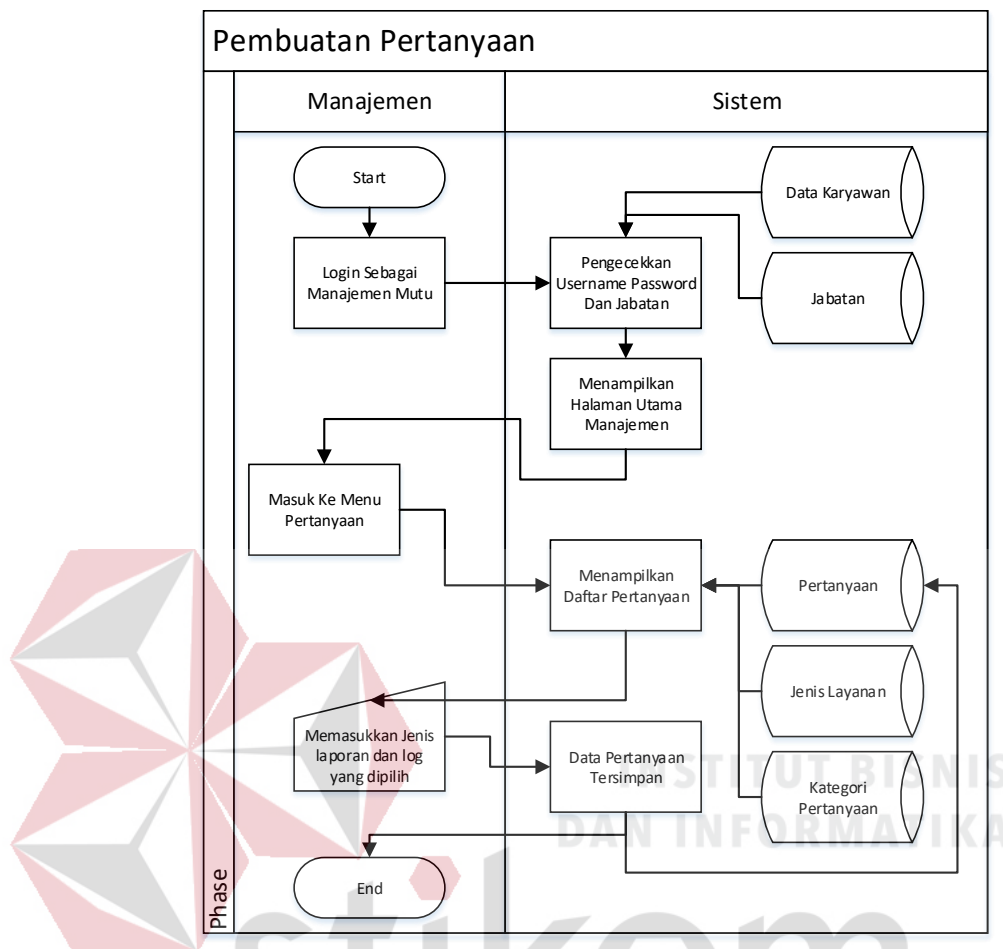 Pembuatan Pertanyaan
Manajemen
Sistem
Start
Data Karyawan
Login Sebagai
Manajemen Mutu
Pengecekkan
Username Password
Dan Jabatan
Jabatan
Menampilkan
Halaman Utama
Manajemen
Masuk Ke Menu
Pertanyaan
Menampilkan
Daftar Pertanyaan
Pertanyaan
Jenis Layanan
Memasukkan Jenis
laporan dan log
yang dipilih
Data Pertanyaan
Tersimpan
Kategori
Pertanyaan
End
Phase
INSTITUT BISNIS
DAN INFORMATIKA
stikom